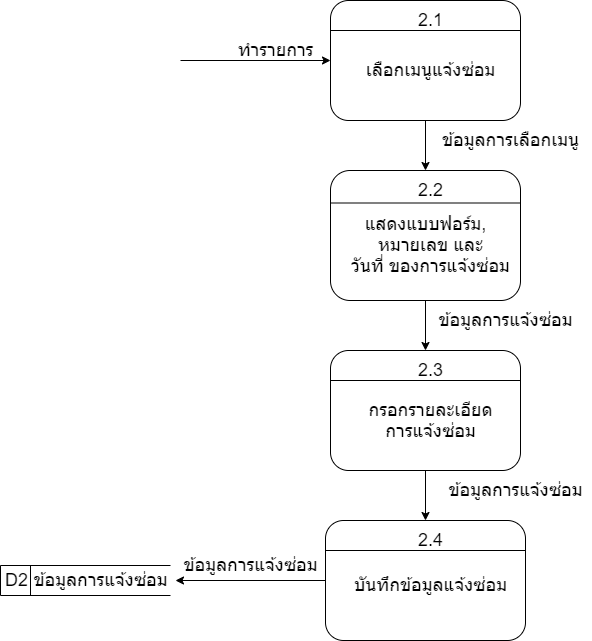 2.1
ทำรายการ
เลือกเมนูแจ้งซ่อม
ข้อมูลการเลือกเมนู
2.2
แสดงแบบฟอร์ม,
หมายเลข และ
วันที่ ของการแจ้งซ่อม
ข้อมูลการแจ้งซ่อม
2.3
กรอกรายละเอียด
การแจ้งซ่อม
ข้อมูลการแจ้งซ่อม
2.4
ข้อมูลการแจ้งซ่อม
D2 ข้อมูลการแจ้งซ่อม
บันทึกข้อมูลแจ้งซ่อม